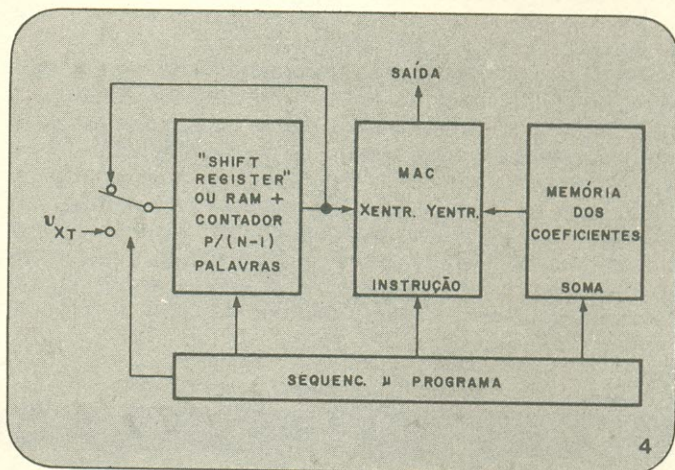 SAÍDA
"SHIFT
REGISTER"
OU RAM +
CONTADOR
P/(N-1)
PALAVRAS
MAC
XENTR. YENTR.
INSTRUÇÃO
MEMÓRIA
DOS
COEFICIENTES
SOMA
υXT
SEQUENC. μ PROGRAMA
4